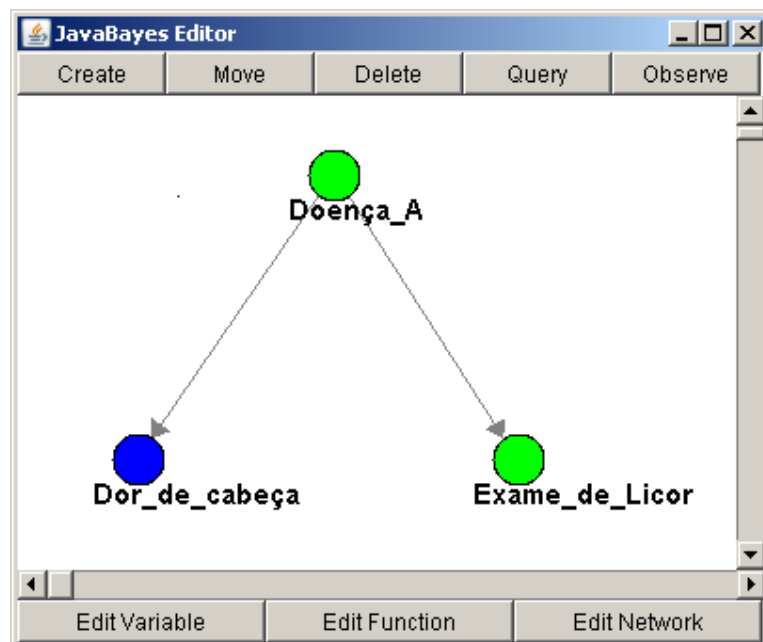 JavaBayes Editor
Create Move Delete Query Observe
Doença_A
Dor_de_cabeça Exame_de_Licor
Edit Variable Edit Function Edit Network